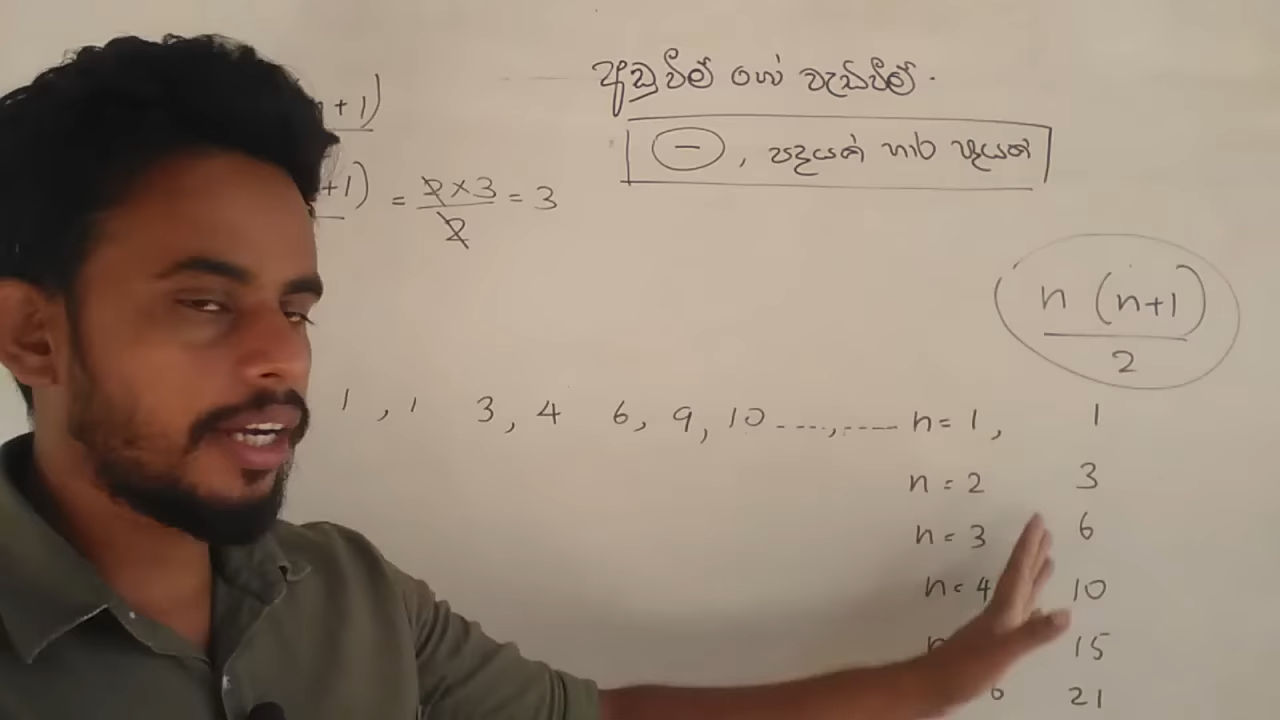 අඩුවීම් හෝ වැඩිවීම්.
−, පදයක් හාර පදයක්
n + 1)
+1) = 2×3 / 2 = 3
n (n+1) / 2
1 , 1 3, 4 6, 9, 10 ----,----
n = 1, 1
n = 2 3
n = 3 6
n = 4 10
15
21